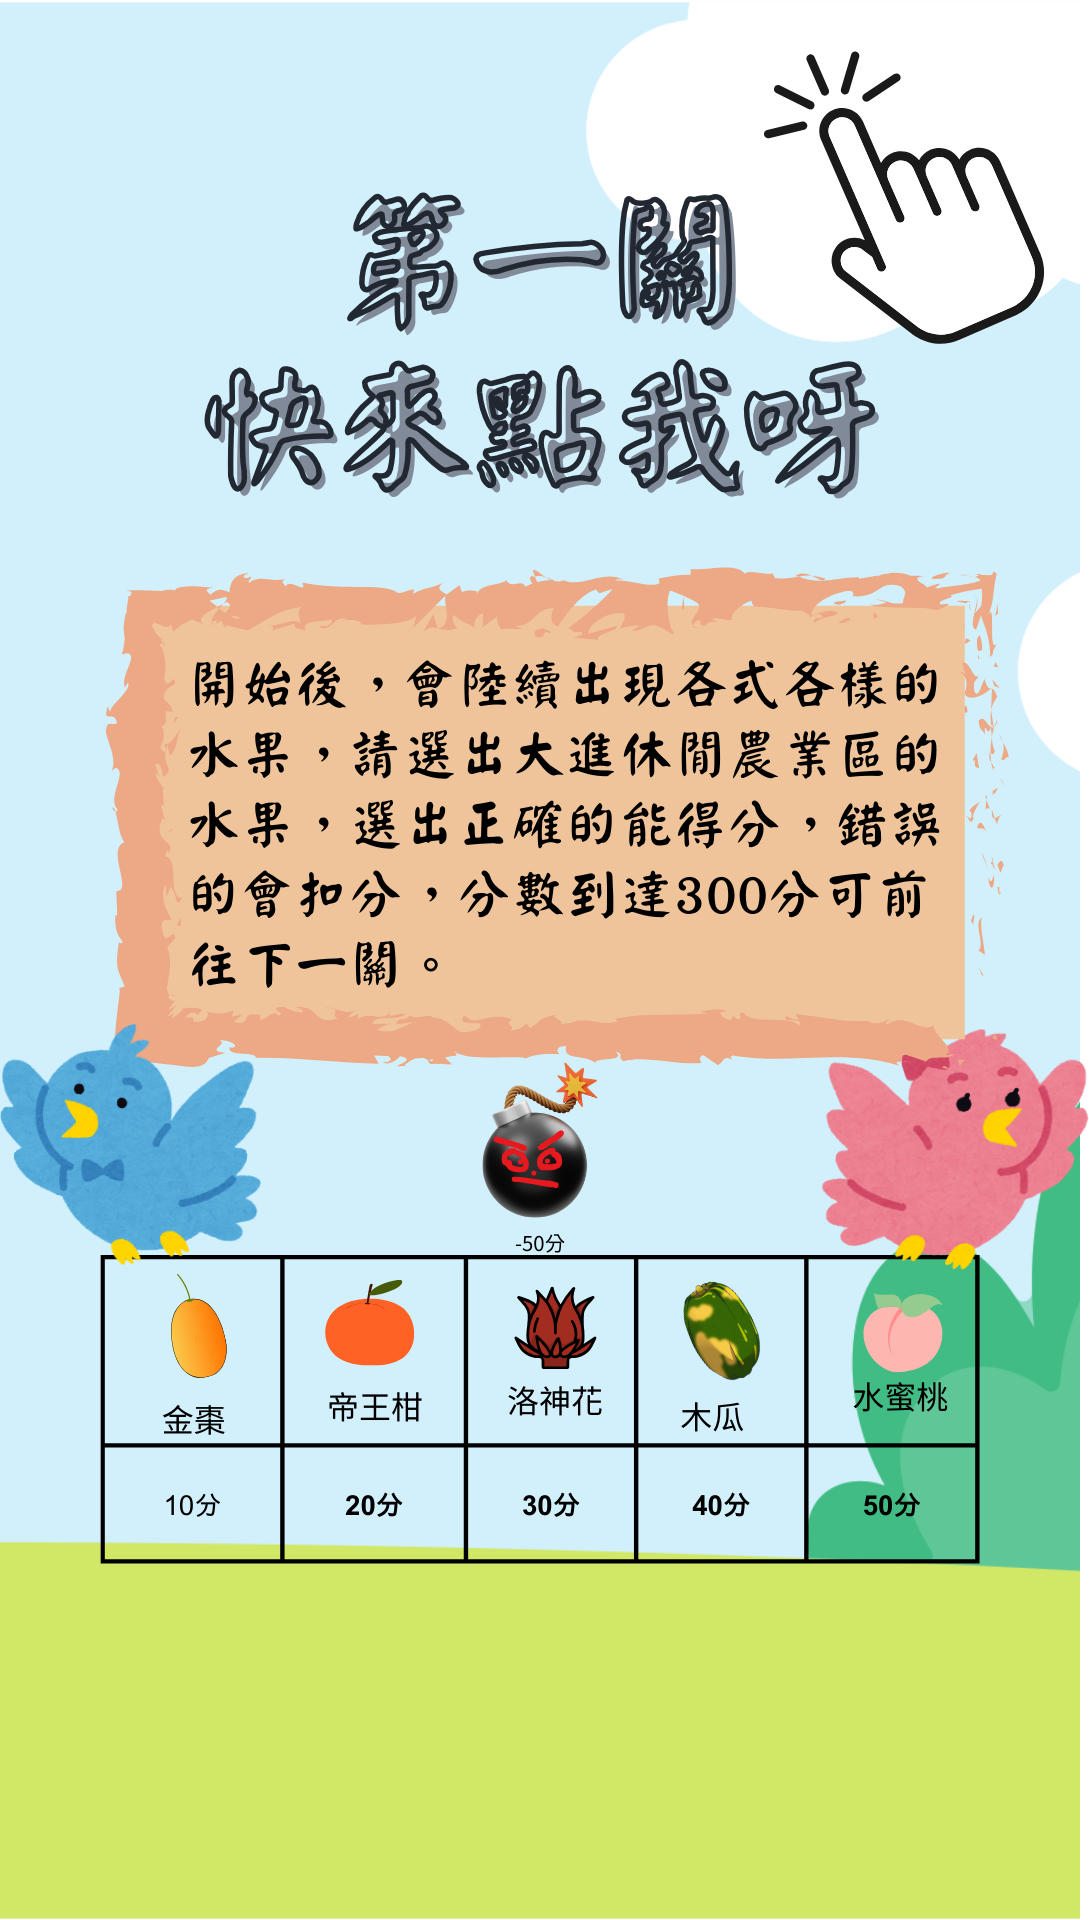 第一關
快來點我呀
開始後，會陸續出現各式各樣的
水果，請選出大進休閒農業區的
水果，選出正確的能得分，錯誤
的會扣分，分數到達300分可前
往下一關。
-50分
金棗 帝王柑 洛神花 木瓜 水蜜桃
10分 20分 30分 40分 50分